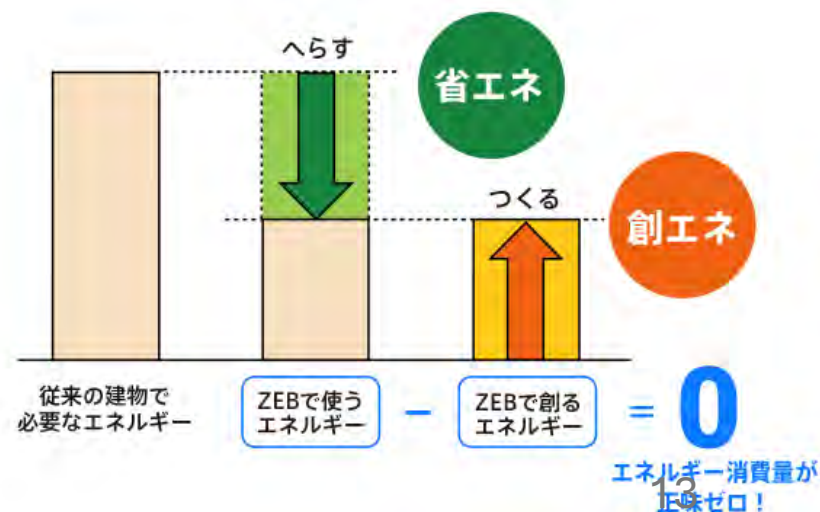 へらす
省エネ
つくる
創エネ
従来の建物で
必要なエネルギー
ZEBで使う
エネルギー
−
ZEBで創る
エネルギー
= 0
エネルギー消費量が
正味ゼロ！
13